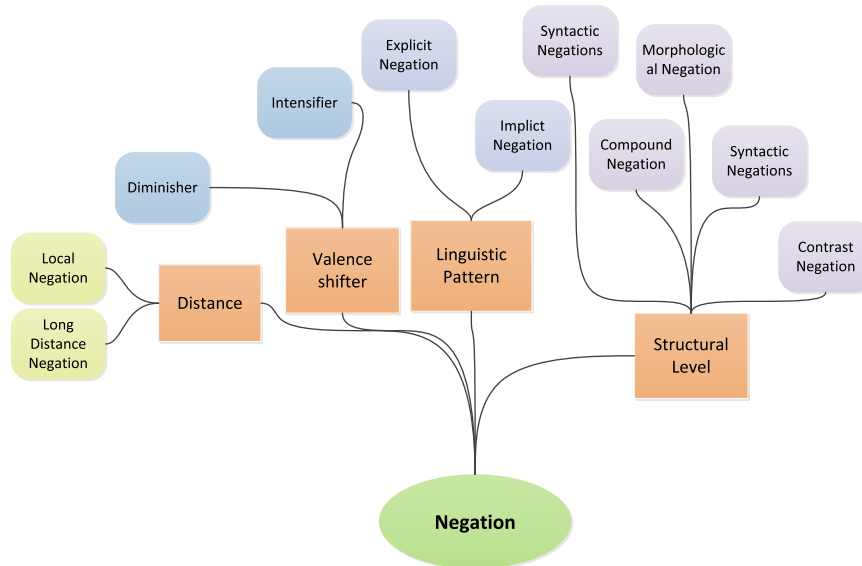 Syntactic
Negations
Explicit
Negation
Morphologic
al Negation
Intensifier
Implict
Negation
Compound
Negation
Syntactic
Negations
Diminisher
Local
Negation
Valence
shifter
Linguistic
Pattern
Contrast
Negation
Distance
Long
Distance
Negation
Structural
Level
Negation